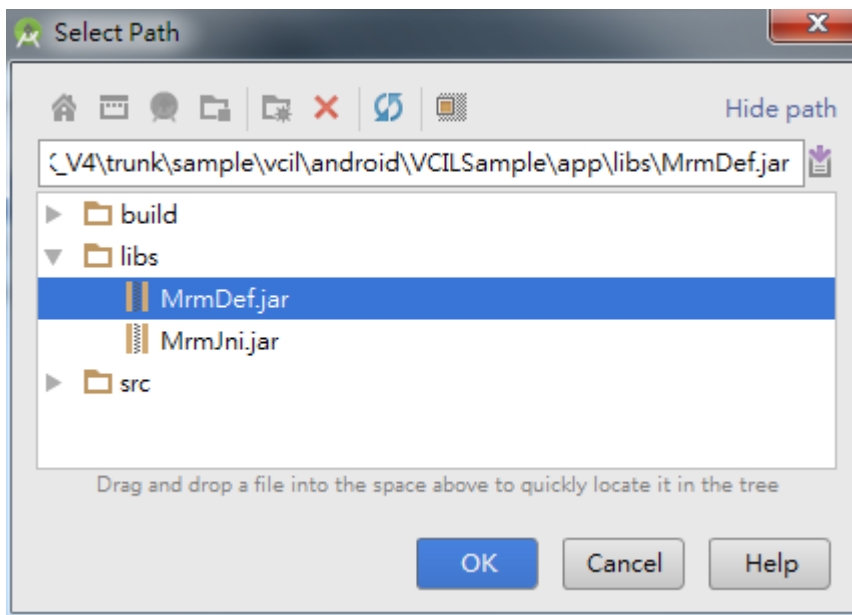 Select Path
Hide path
_V4\trunk\sample\vcil\android\VCILSample\app\libs\MrmDef.jar
build
libs
MrmDef.jar
MrmJni.jar
src
Drag and drop a file into the space above to quickly locate it in the tree
OK
Cancel
Help